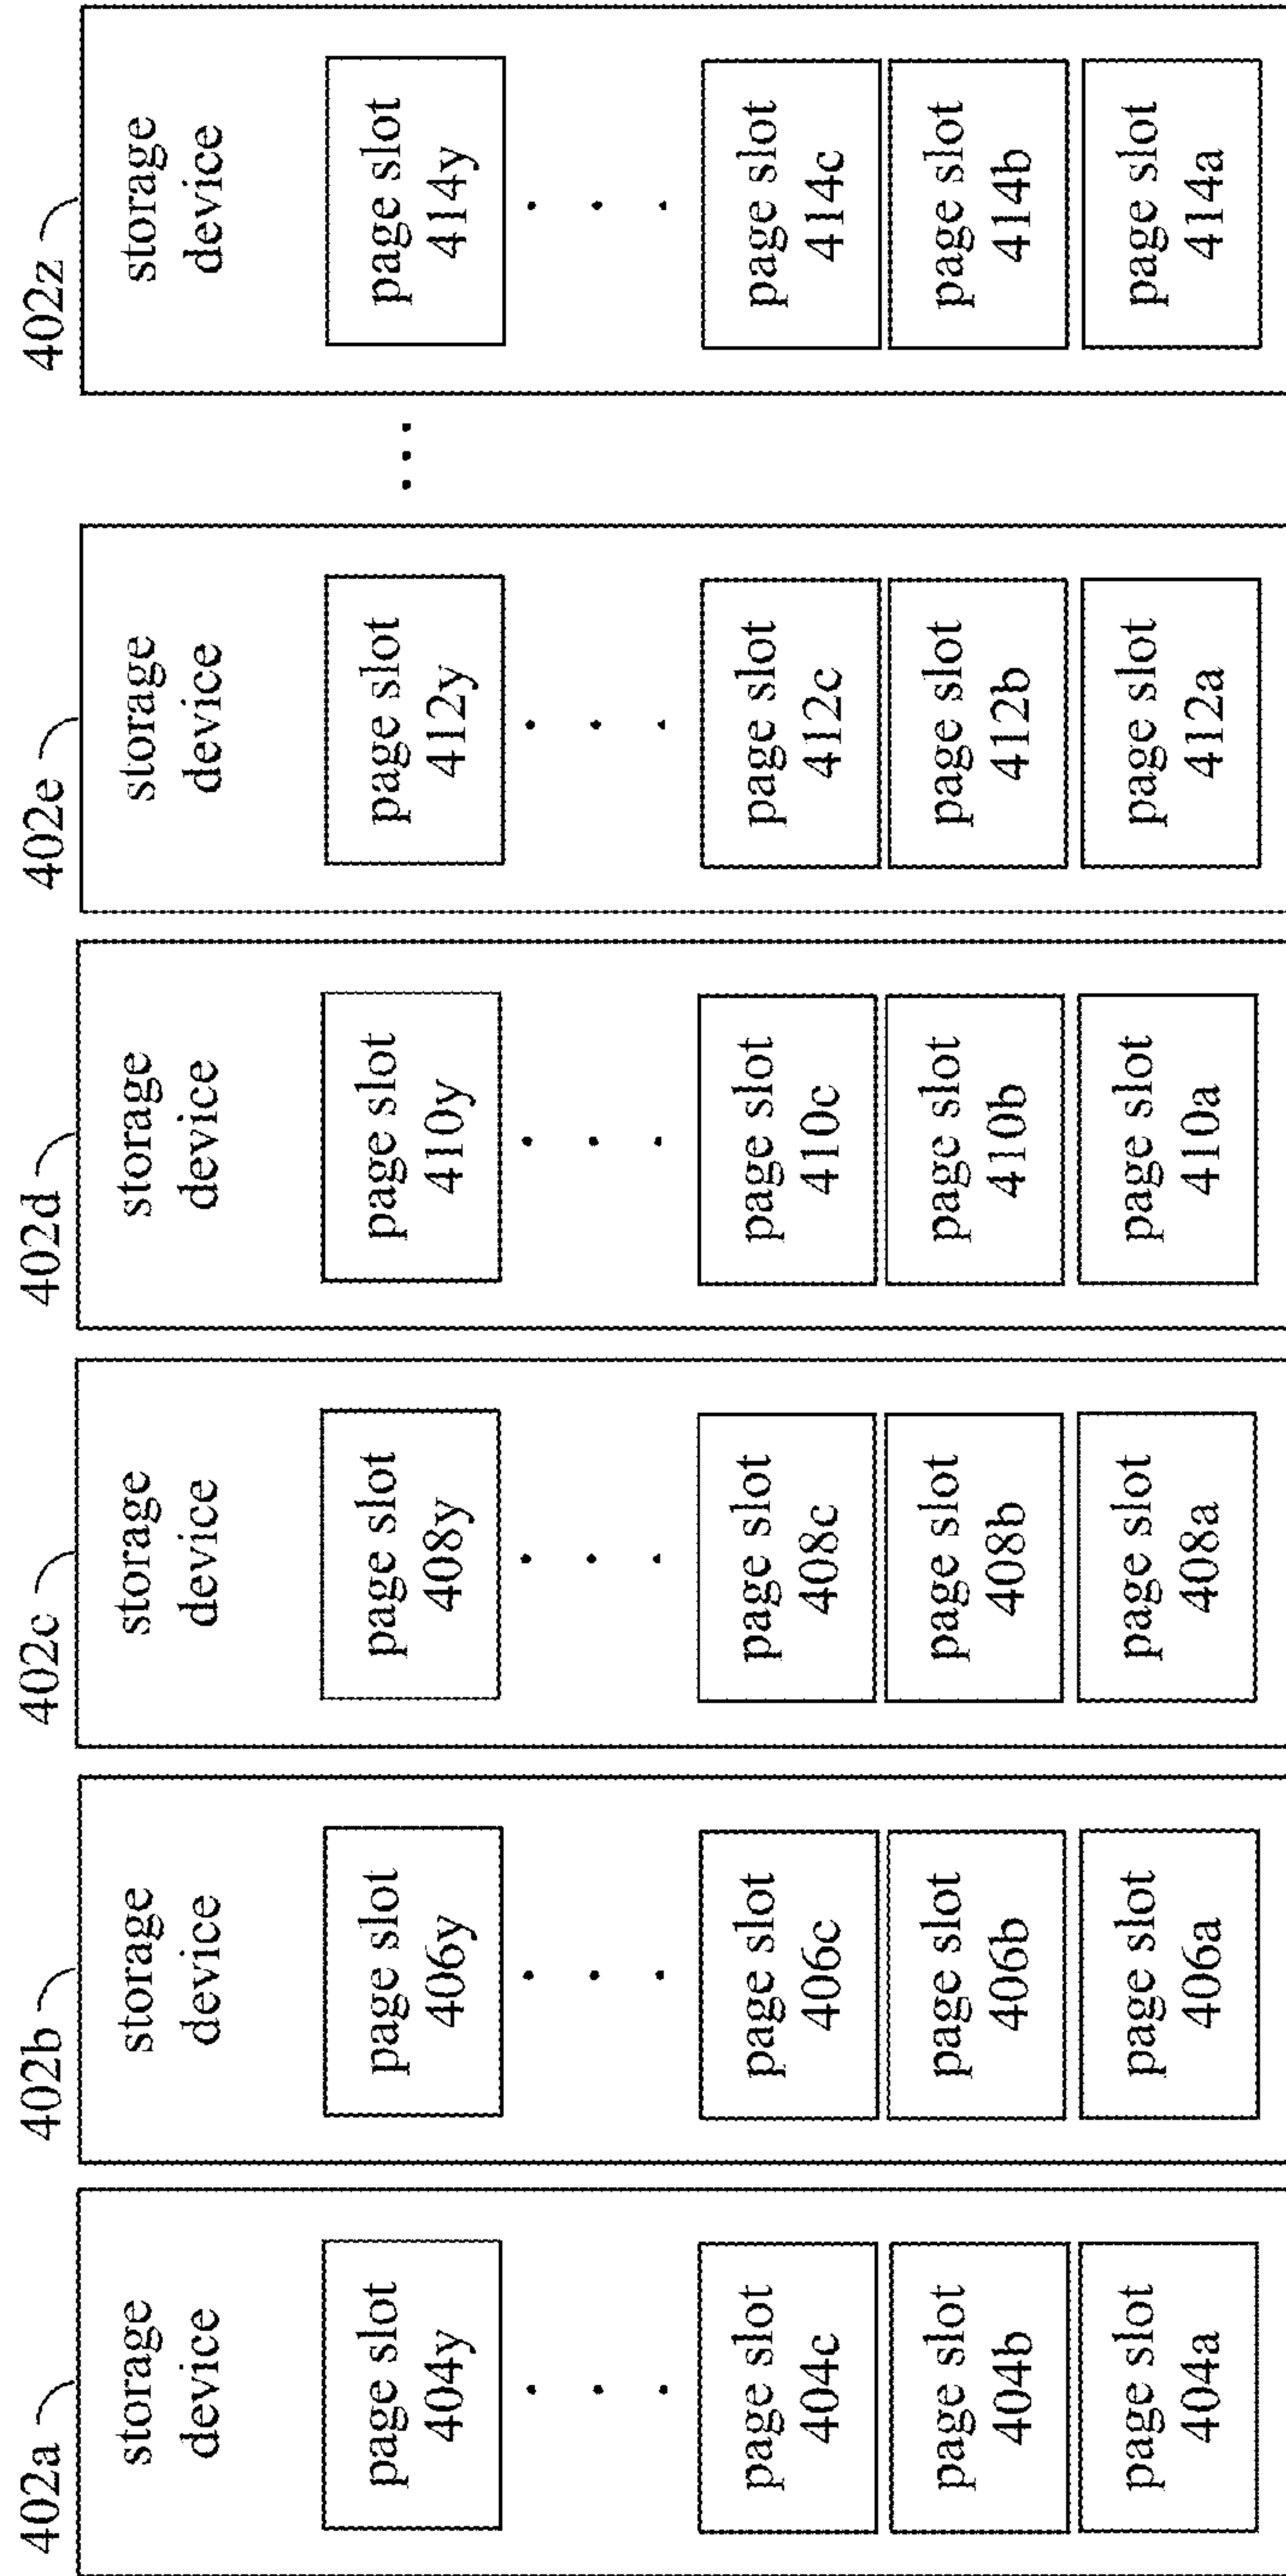 402a
storage
device
page slot
404y
page slot
404c
page slot
404b
page slot
404a
402b
storage
device
page slot
406y
page slot
406c
page slot
406b
page slot
406a
402c
storage
device
page slot
408y
page slot
408c
page slot
408b
page slot
408a
402d
storage
device
page slot
410y
page slot
410c
page slot
410b
page slot
410a
402e
storage
device
page slot
412y
page slot
412c
page slot
412b
page slot
412a
...
402z
storage
device
page slot
414y
page slot
414c
page slot
414b
page slot
414a